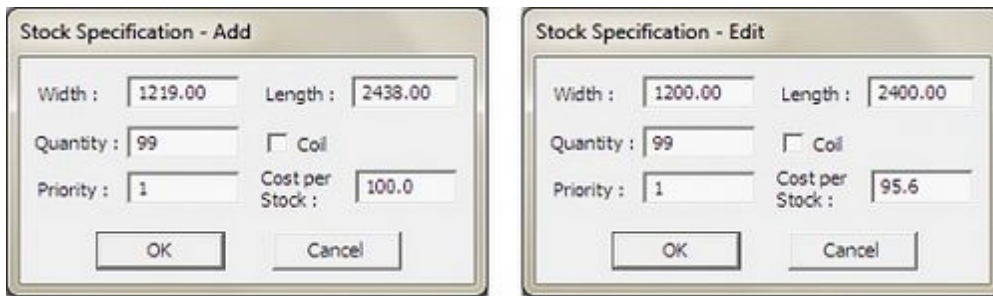 Stock Specification - Add
Width : 1219.00 Length : 2438.00
Quantity : 99 Coil
Priority : 1 Cost per Stock : 100.0
OK Cancel
Stock Specification - Edit
Width : 1200.00 Length : 2400.00
Quantity : 99 Coil
Priority : 1 Cost per Stock : 95.6
OK Cancel